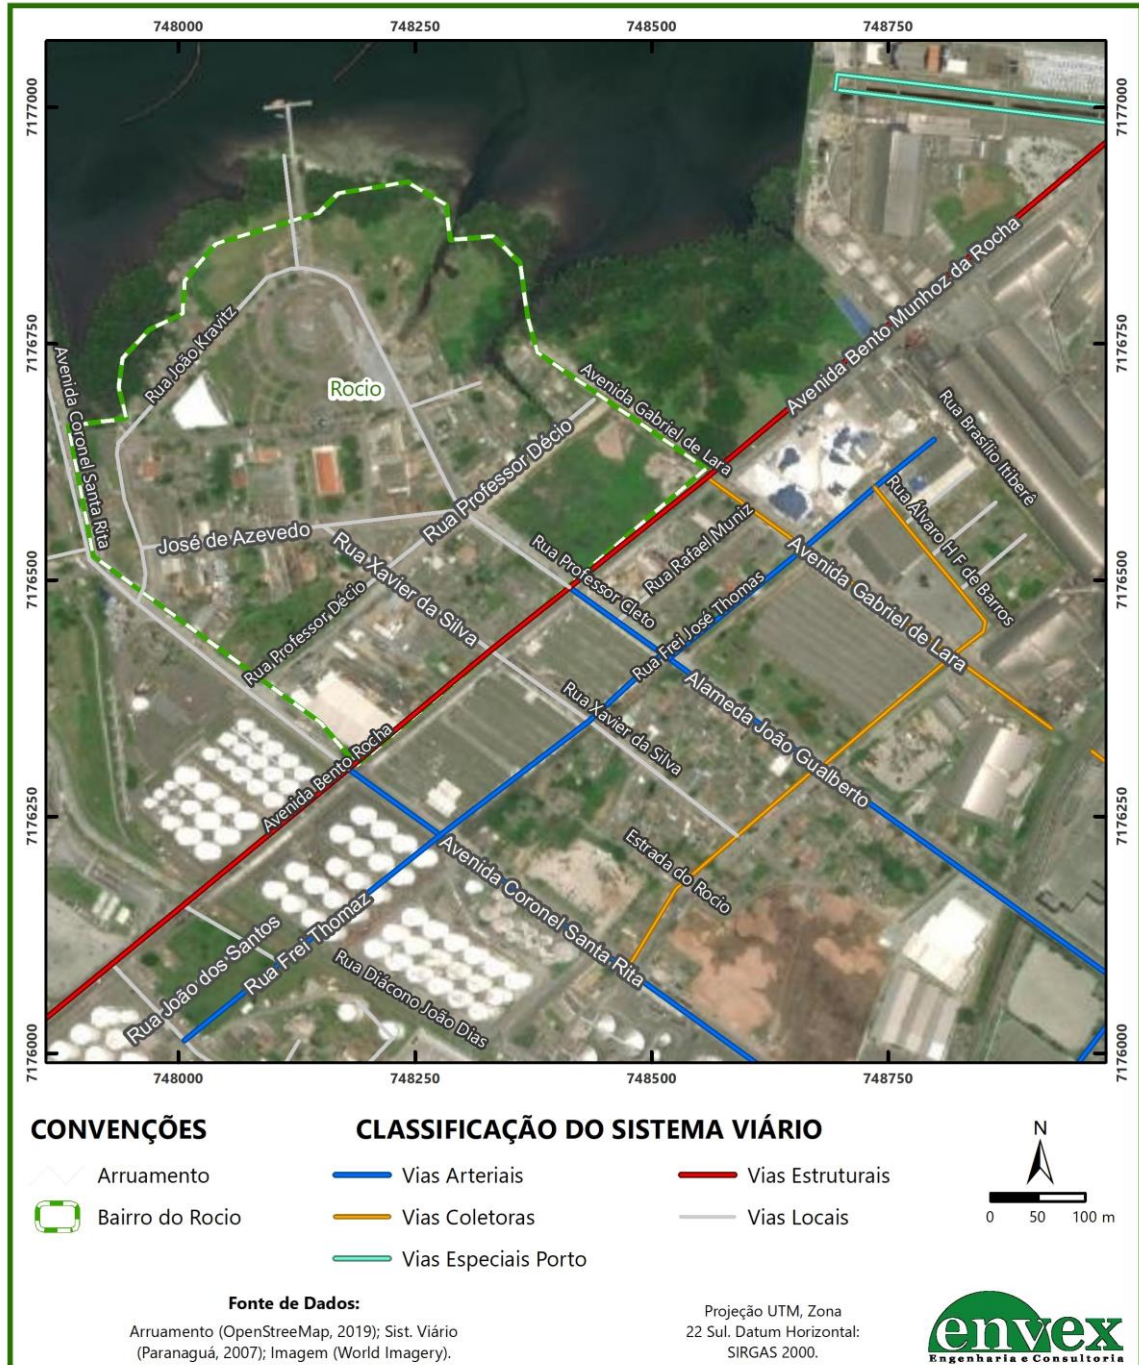 748000 748250 748500 748750
7177000
7177000
Avenida Bento Munhoz da Rocha
7176750
7176750
Avenida Coronel Santa Rita
Rua João Kravitz
Rocio
Avenida Gabriel de Lara
Rua Professor Décio
Rua Brasílio Itiberê
Rua Álvaro H F de Barros
José de Azevedo
Rua Xavier da Silva
Rua Rafael Muniz
Rua Professor Cleto
7176500
7176500
Rua Professor Décio
Rua Frei José Thomas
Avenida Gabriel de Lara
Rua Xavier da Silva
Alameda João Gualberto
Avenida Bento Rocha
7176250
7176250
Estrada do Rocio
Avenida Coronel Santa Rita
Rua João dos Santos
Rua Frei Thomaz
Rua Diácono João Dias
7176000
7176000
748000 748250 748500 748750
CONVENÇÕES
Arruamento
Bairro do Rocio
CLASSIFICAÇÃO DO SISTEMA VIÁRIO
Vias Arteriais
Vias Coletoras
Vias Especiais Porto
Vias Estruturais
Vias Locais
N
0 50 100 m
Fonte de Dados:
Arruamento (OpenStreeMap, 2019); Sist. Viário
(Paranaguá, 2007); Imagem (World Imagery).
Projeção UTM, Zona
22 Sul. Datum Horizontal:
SIRGAS 2000.
envex
Engenharia e Consultoria